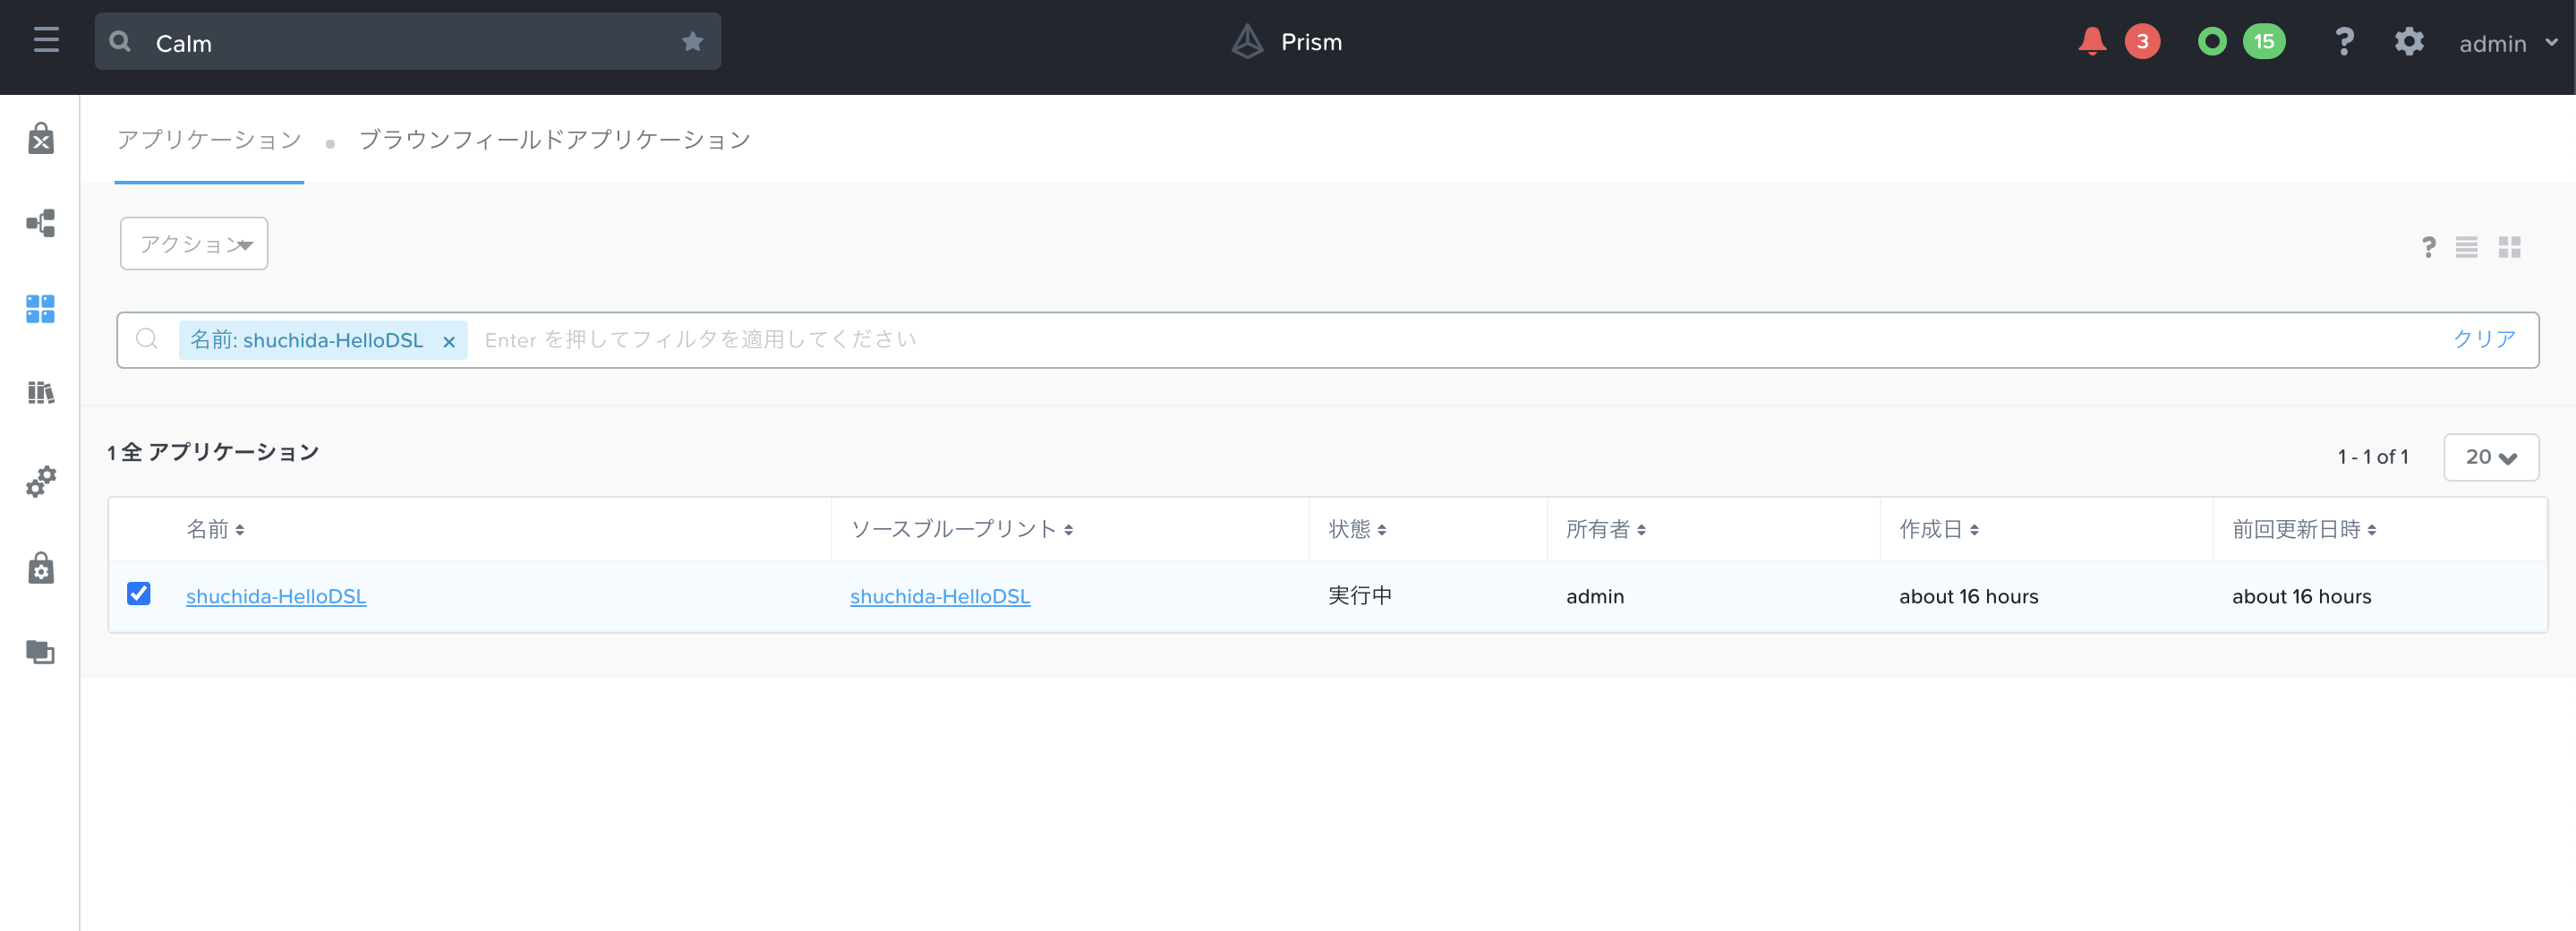 Calm
Prism
3
15
?
admin
アプリケーション
ブラウンフィールドアプリケーション
アクション
?
名前: shuchida-HelloDSL ×
Enter を押してフィルタを適用してください
クリア
1 全 アプリケーション
1 - 1 of 1
20
名前 ソースブループリント 状態 所有者 作成日 前回更新日時
shuchida-HelloDSL shuchida-HelloDSL 実行中 admin about 16 hours about 16 hours